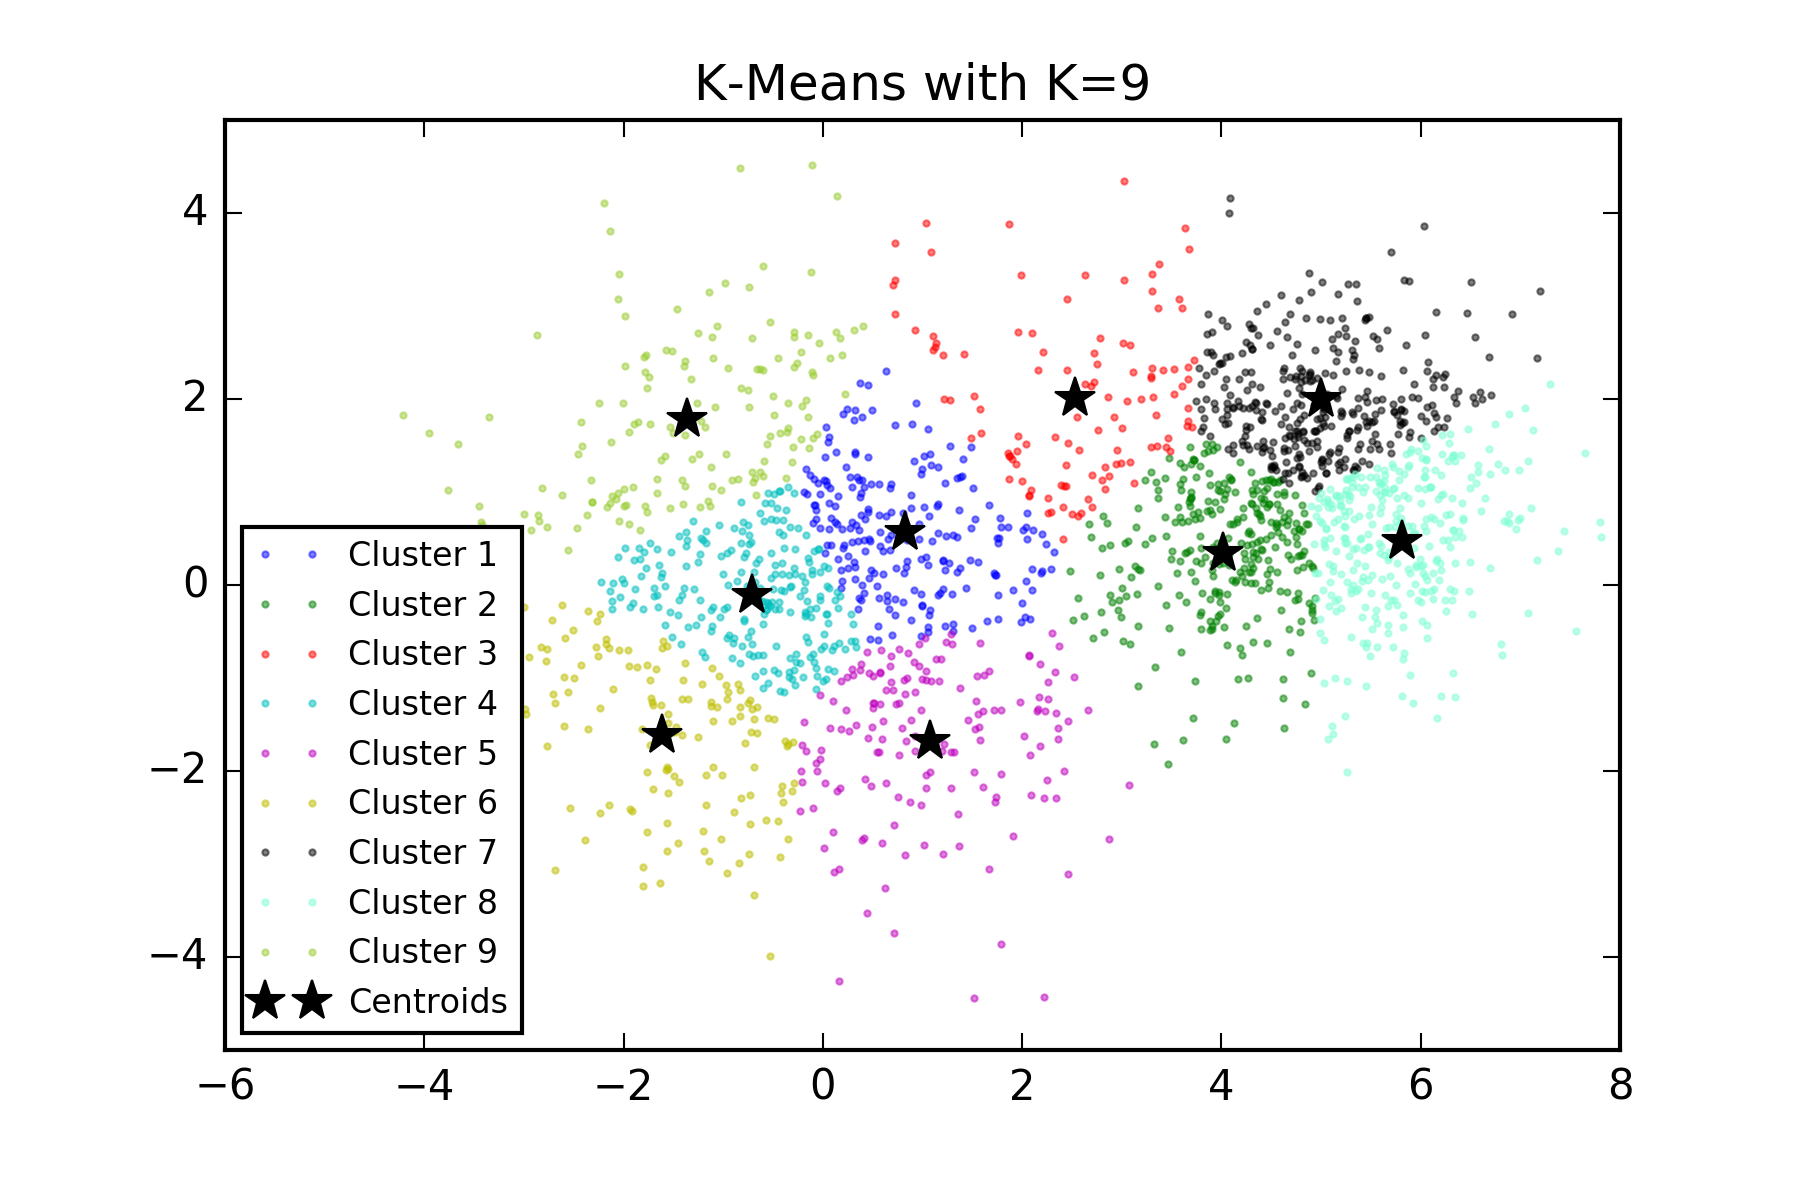 K-Means with K=9
4
2
0
−2
−4
Cluster 1
Cluster 2
Cluster 3
Cluster 4
Cluster 5
Cluster 6
Cluster 7
Cluster 8
Cluster 9
Centroids
−6 −4 −2 0 2 4 6 8